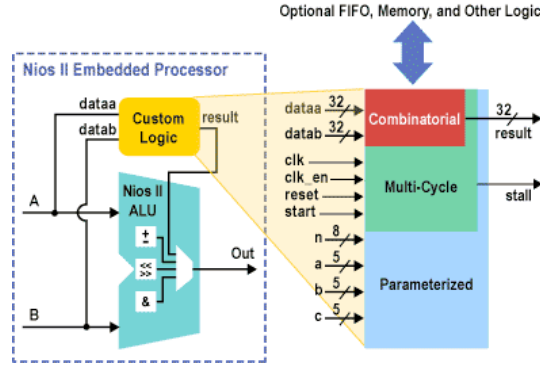 Optional FIFO, Memory, and Other Logic
Nios II Embedded Processor
dataa
datab
Custom
Logic
result
A
Nios II
ALU
+
−
<<
>>
&
Out
B
dataa
32
datab
32
clk
clk_en
reset
start
n
8
a
5
b
5
c
5
Combinatorial
Multi-Cycle
Parameterized
32
result
stall